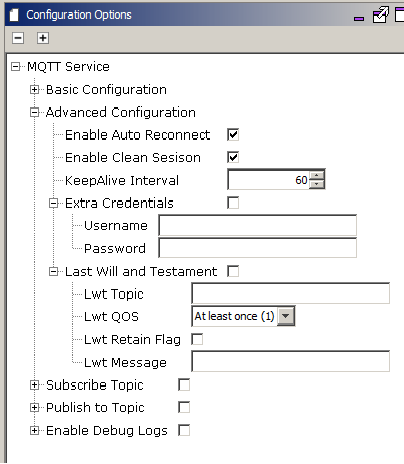 Configuration Options
MQTT Service
Basic Configuration
Advanced Configuration
Enable Auto Reconnect
Enable Clean Sesison
KeepAlive Interval 60
Extra Credentials
Username
Password
Last Will and Testament
Lwt Topic
Lwt QOS At least once (1)
Lwt Retain Flag
Lwt Message
Subscribe Topic
Publish to Topic
Enable Debug Logs